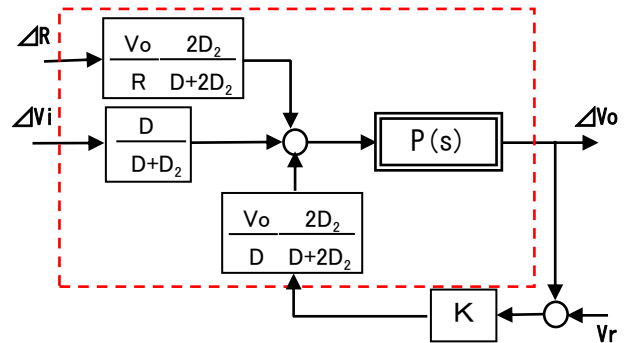 ⊿R
Vo 2D₂
R D+2D₂
⊿Vi
D
D+D₂
P(s)
⊿Vo
Vo 2D₂
D D+2D₂
K
Vr